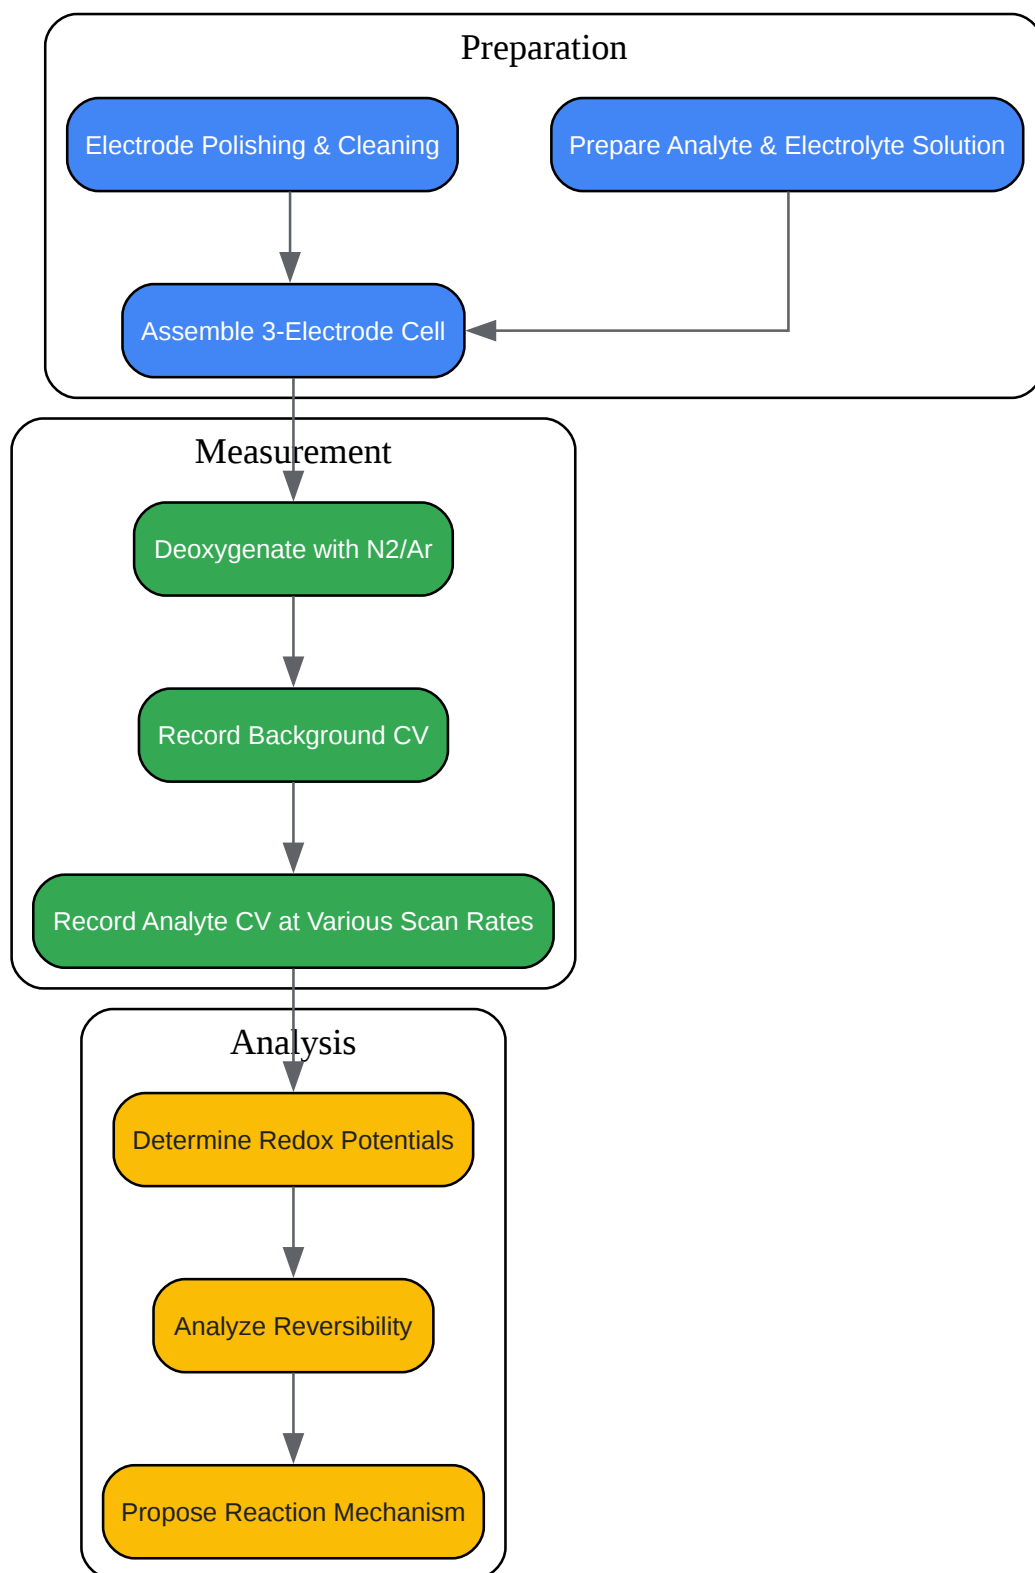 Preparation
Electrode Polishing & Cleaning
Prepare Analyte & Electrolyte Solution
Assemble 3-Electrode Cell
Measurement
Deoxygenate with N2/Ar
Record Background CV
Record Analyte CV at Various Scan Rates
Analysis
Determine Redox Potentials
Analyze Reversibility
Propose Reaction Mechanism